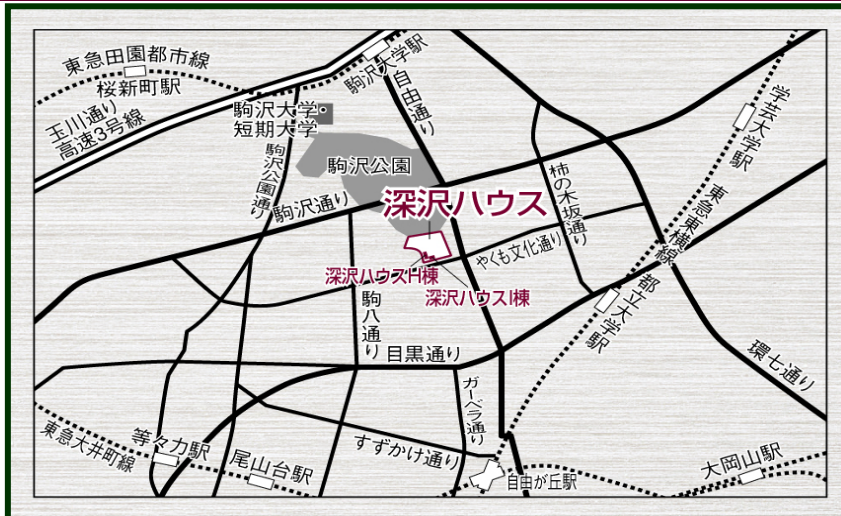 東急田園都市線
桜新町駅
玉川通り
高速3号線
駒沢大学駅
自由通り
駒沢大学・
短期大学
駒沢公園
駒沢公園通り
駒沢通り
深沢ハウス
柿の木坂通り
学芸大学駅
東急東横線
やくも文化通り
深沢ハウスH棟
深沢ハウスI棟
都立大学駅
駒八通り
目黒通り
環七通り
ガーベラ通り
すずかけ通り
東急大井町線
等々力駅
尾山台駅
自由が丘駅
大岡山駅